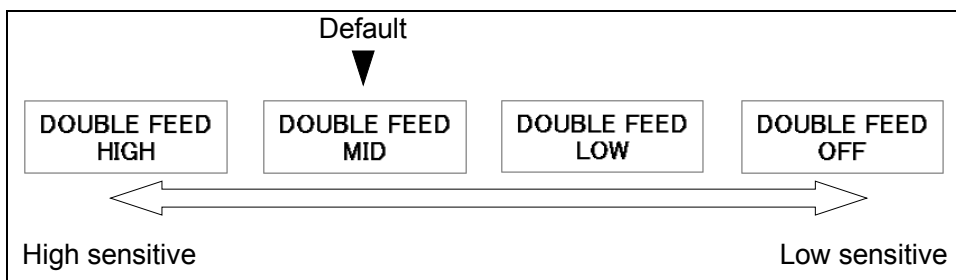 Default
DOUBLE FEED
HIGH
DOUBLE FEED
MID
DOUBLE FEED
LOW
DOUBLE FEED
OFF
High sensitive
Low sensitive